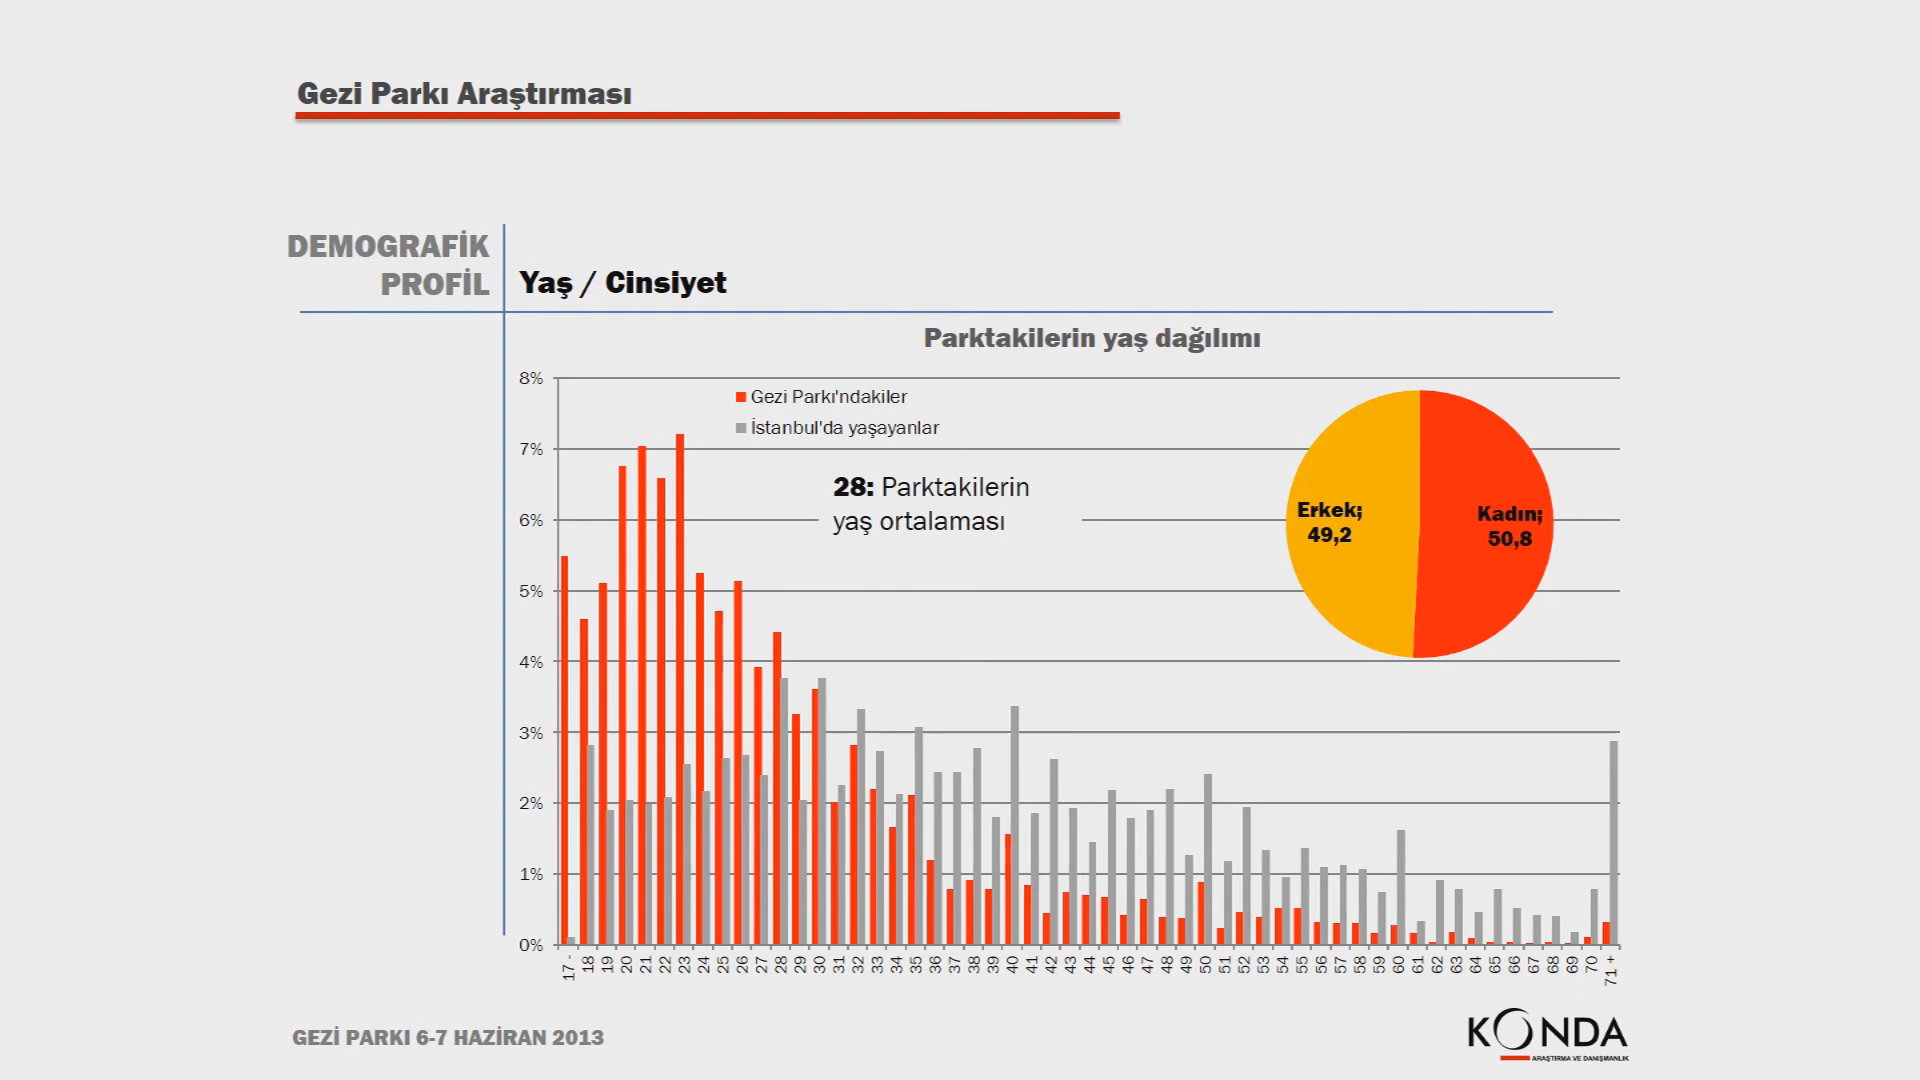 Gezi Parkı Araştırması
DEMOGRAFİK
PROFİL
Yaş / Cinsiyet
Parktakilerin yaş dağılımı
8%
7%
6%
5%
4%
3%
2%
1%
0%
Gezi Parkı'ndakiler
İstanbul'da yaşayanlar
28: Parktakilerin
yaş ortalaması
Erkek;
49,2
Kadın;
50,8
17 - 18 19 20 21 22 23 24 25 26 27 28 29 30 31 32 33 34 35 36 37 38 39 40 41 42 43 44 45 46 47 48 49 50 51 52 53 54 55 56 57 58 59 60 61 62 63 64 65 66 67 68 69 70 71 +
GEZİ PARKI 6-7 HAZİRAN 2013
KONDA
ARAŞTIRMA VE DANIŞMANLIK